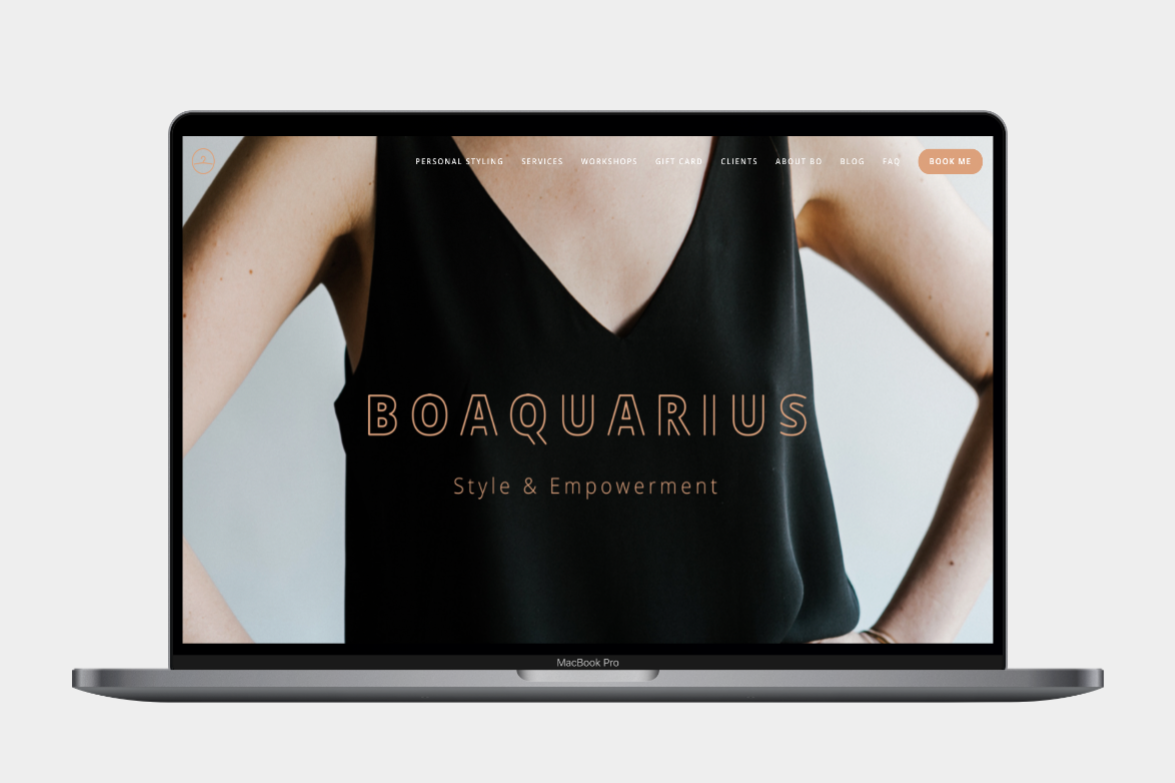 PERSONAL STYLING SERVICES WORKSHOPS GIFT CARD CLIENTS ABOUT BO BLOG FAQ BOOK ME
BOAQUARIUS
Style & Empowerment
MacBook Pro